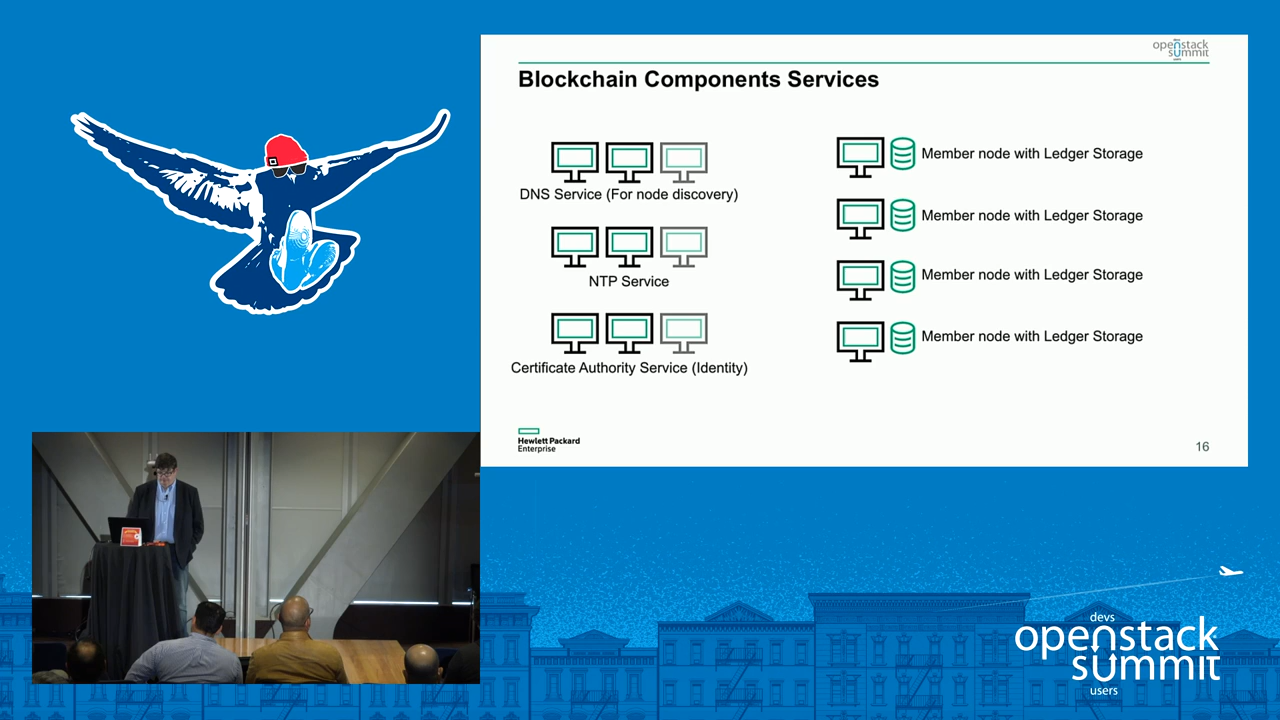 devs
openstack
summit
users
Blockchain Components Services
DNS Service (For node discovery)
NTP Service
Certificate Authority Service (Identity)
Member node with Ledger Storage
Member node with Ledger Storage
Member node with Ledger Storage
Member node with Ledger Storage
Hewlett Packard
Enterprise
16
devs
openstack
summit
users